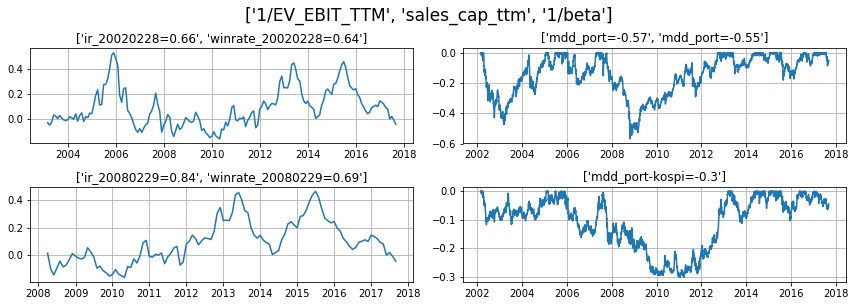 ['1/EV_EBIT_TTM', 'sales_cap_ttm', '1/beta']
['ir_20020228=0.66', 'winrate_20020228=0.64']
0.4
0.2
0.0
2004 2006 2008 2010 2012 2014 2016 2018
['mdd_port=-0.57', 'mdd_port=-0.55']
0.0
−0.2
−0.4
−0.6
2002 2004 2006 2008 2010 2012 2014 2016 2018
['ir_20080229=0.84', 'winrate_20080229=0.69']
0.4
0.2
0.0
2008 2009 2010 2011 2012 2013 2014 2015 2016 2017 2018
['mdd_port-kospi=-0.3']
0.0
−0.1
−0.2
−0.3
2002 2004 2006 2008 2010 2012 2014 2016 2018